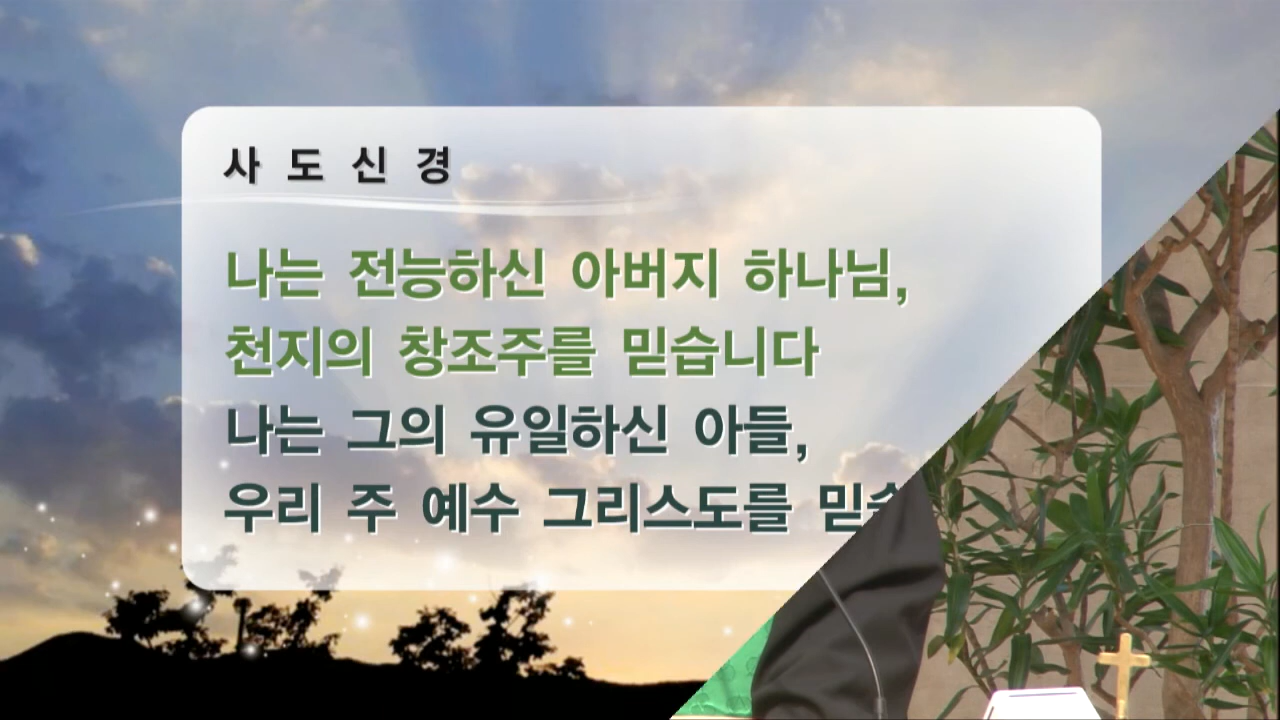 사 도 신 경
나는 전능하신 아버지 하나님,
천지의 창조주를 믿습니다
나는 그의 유일하신 아들,
우리 주 예수 그리스도를